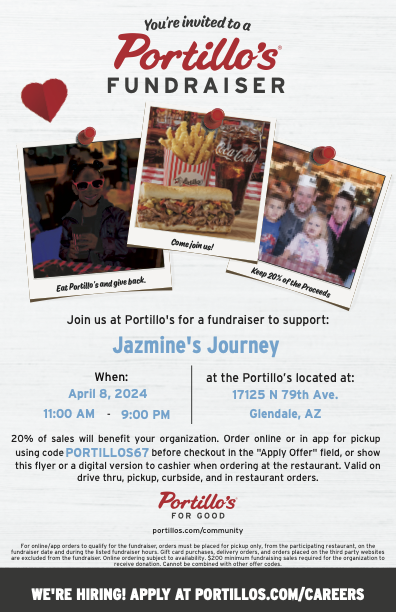 You're invited to a
Portillo's®
FUNDRAISER
Coca-Cola
Portillo's
Come join us!
Eat Portillo's and give back.
Keep 20% of the Proceeds
Join us at Portillo's for a fundraiser to support:
Jazmine's Journey
When:
April 8, 2024
11:00 AM - 9:00 PM
at the Portillo's located at:
17125 N 79th Ave.
Glendale, AZ
20% of sales will benefit your organization. Order online or in app for pickup
using code PORTILLOS67 before checkout in the "Apply Offer" field, or show
this flyer or a digital version to cashier when ordering at the restaurant. Valid on
drive thru, pickup, curbside, and in restaurant orders.
Portillo's
FOR GOOD
portillos.com/community
For online/app orders to qualify for the fundraiser, orders must be placed for pickup only, from the participating restaurant, on the
fundraiser date and during the listed fundraiser hours. Gift card purchases, delivery orders, and orders placed on the third party websites
are excluded from the fundraiser. Online ordering subject to availability. $200 minimum fundraising sales required for the organization to
receive donation. Cannot be combined with other offer codes.
WE'RE HIRING! APPLY AT PORTILLOS.COM/CAREERS